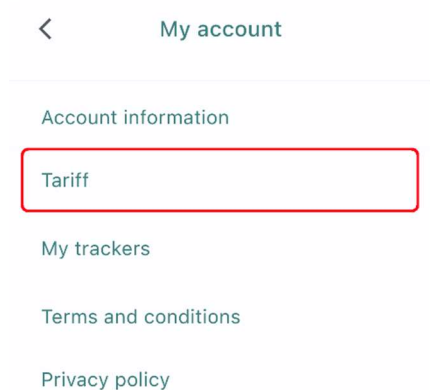 My account
Account information
Tariff
My trackers
Terms and conditions
Privacy policy